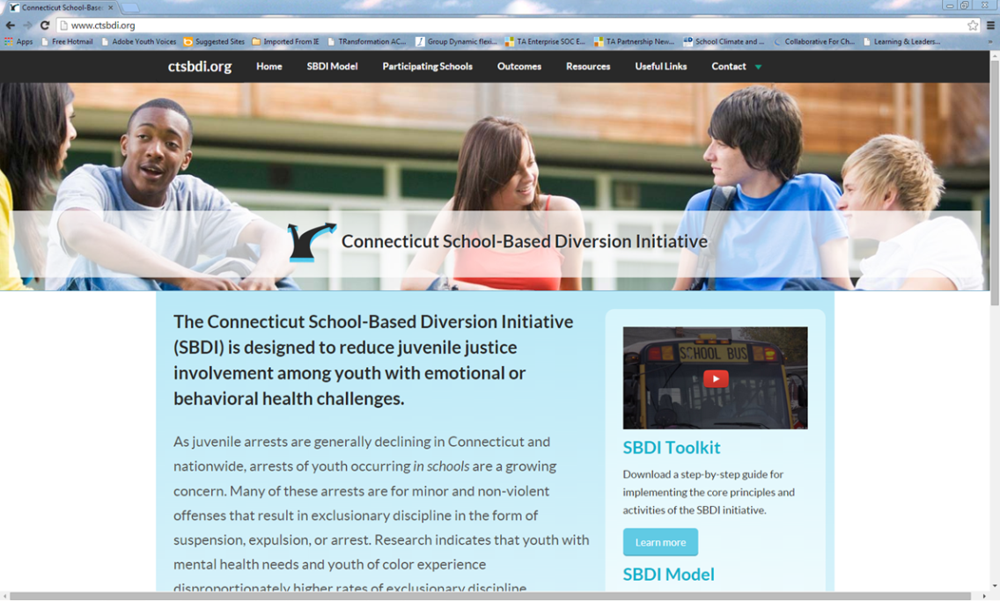 Connecticut School-Base
www.ctsbdi.org
Apps Free Hotmail Adobe Youth Voices Suggested Sites Imported From IE TRansformation AC... Group Dynamic flexi... TA Enterprise SOC E... TA Partnership New... School Climate and ... Collaborative For Ch... Learning & Leaders...
ctsbdi.org Home SBDI Model Participating Schools Outcomes Resources Useful Links Contact
Connecticut School-Based Diversion Initiative
The Connecticut School-Based Diversion Initiative
(SBDI) is designed to reduce juvenile justice
involvement among youth with emotional or
behavioral health challenges.
As juvenile arrests are generally declining in Connecticut and
nationwide, arrests of youth occurring in schools are a growing
concern. Many of these arrests are for minor and non-violent
offenses that result in exclusionary discipline in the form of
suspension, expulsion, or arrest. Research indicates that youth with
mental health needs and youth of color experience
disproportionately higher rates of exclusionary discipline
SCHOOL BUS
SBDI Toolkit
Download a step-by-step guide for
implementing the core principles and
activities of the SBDI initiative.
Learn more
SBDI Model